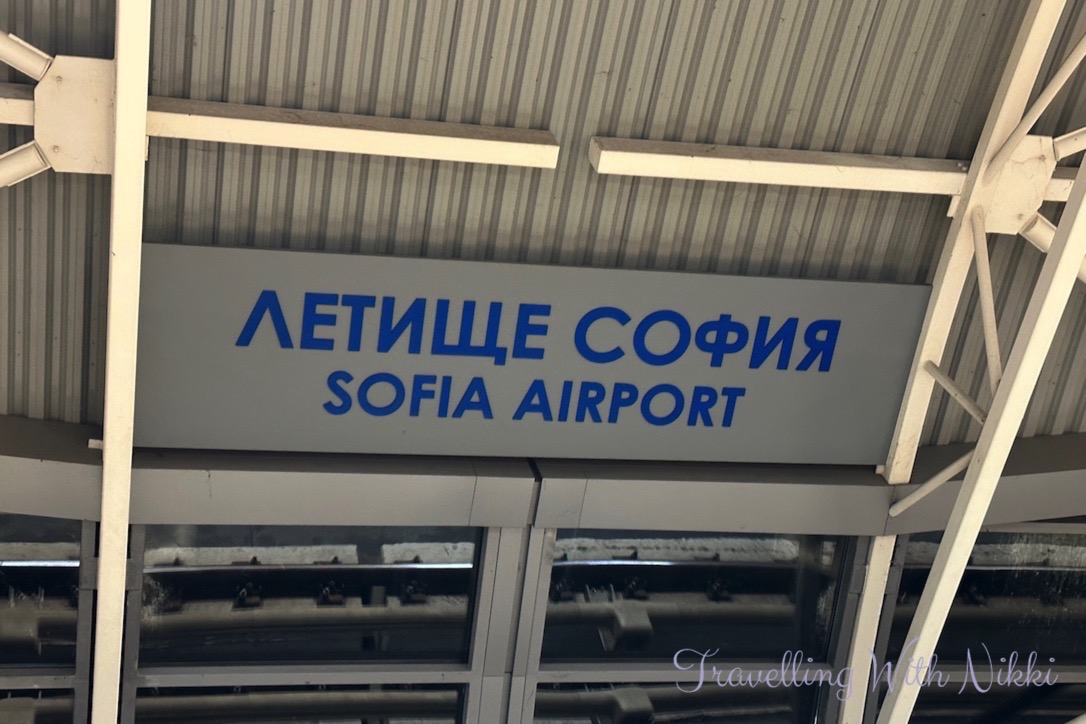 ЛЕТИЩЕ СОФИЯ
SOFIA AIRPORT
Travelling With Nikki